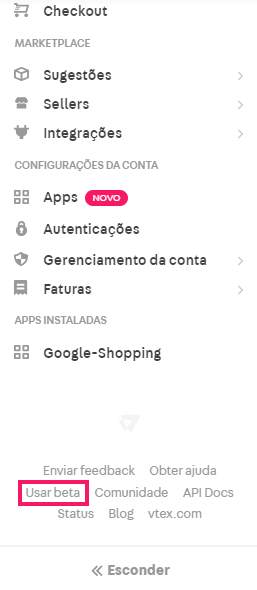 Checkout
MARKETPLACE
Sugestões
Sellers
Integrações
CONFIGURAÇÕES DA CONTA
Apps NOVO
Autenticações
Gerenciamento da conta
Faturas
APPS INSTALADAS
Google-Shopping
Enviar feedback Obter ajuda
Usar beta Comunidade API Docs
Status Blog vtex.com
Esconder